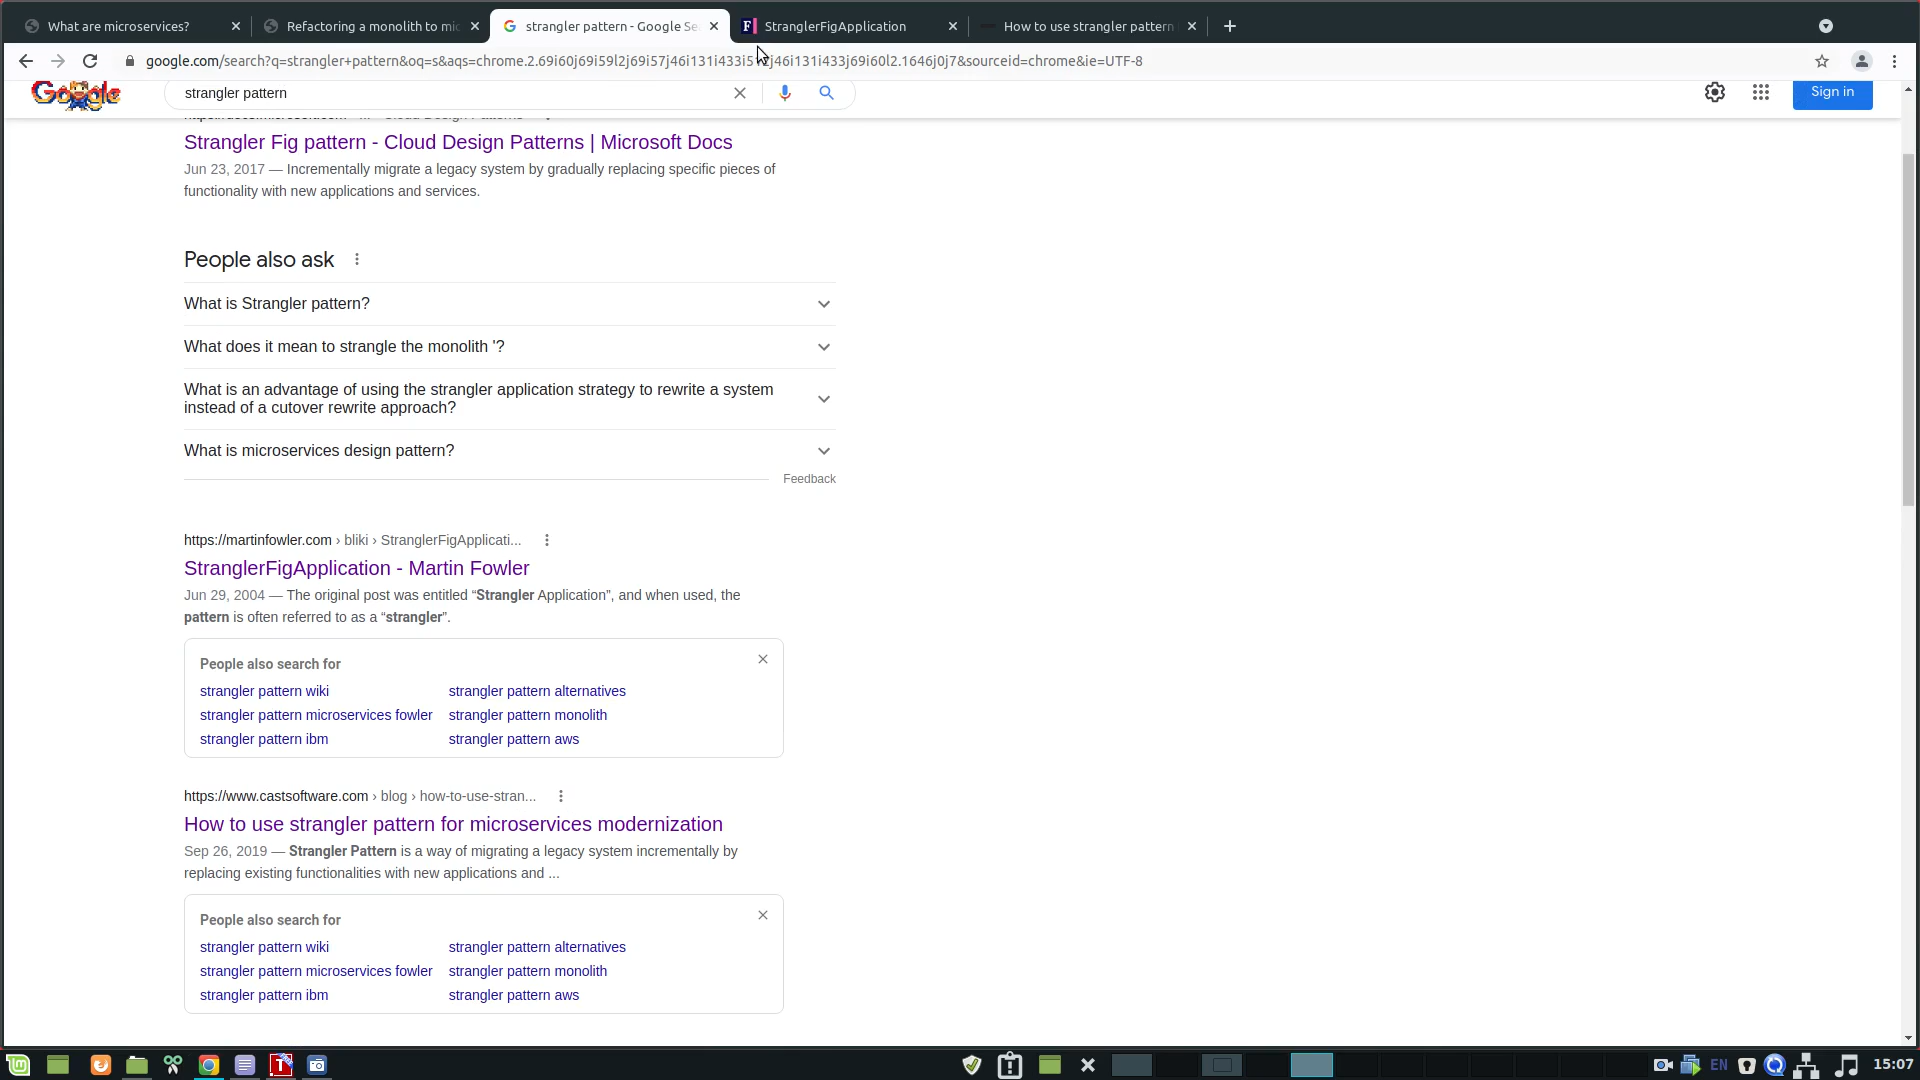 What are microservices?
Refactoring a monolith to mic
strangler pattern - Google Se
StranglerFigApplication
How to use strangler pattern
google.com/search?q=strangler+pattern&oq=s&aqs=chrome.2.69i60j69i59l2j69i57j46i131i433i512j46i131i433j69i60l2.1646j0j7&sourceid=chrome&ie=UTF-8
Google
strangler pattern
Sign in
Strangler Fig pattern - Cloud Design Patterns | Microsoft Docs
Jun 23, 2017 — Incrementally migrate a legacy system by gradually replacing specific pieces of
functionality with new applications and services.
People also ask
What is Strangler pattern?
What does it mean to strangle the monolith '?
What is an advantage of using the strangler application strategy to rewrite a system
instead of a cutover rewrite approach?
What is microservices design pattern?
Feedback
https://martinfowler.com › bliki › StranglerFigApplicati...
StranglerFigApplication - Martin Fowler
Jun 29, 2004 — The original post was entitled “Strangler Application”, and when used, the
pattern is often referred to as a “strangler”.
People also search for
strangler pattern wiki
strangler pattern alternatives
strangler pattern microservices fowler
strangler pattern monolith
strangler pattern ibm
strangler pattern aws
https://www.castsoftware.com › blog › how-to-use-stran...
How to use strangler pattern for microservices modernization
Sep 26, 2019 — Strangler Pattern is a way of migrating a legacy system incrementally by
replacing existing functionalities with new applications and ...
People also search for
strangler pattern wiki
strangler pattern alternatives
strangler pattern microservices fowler
strangler pattern monolith
strangler pattern ibm
strangler pattern aws
EN
15:07